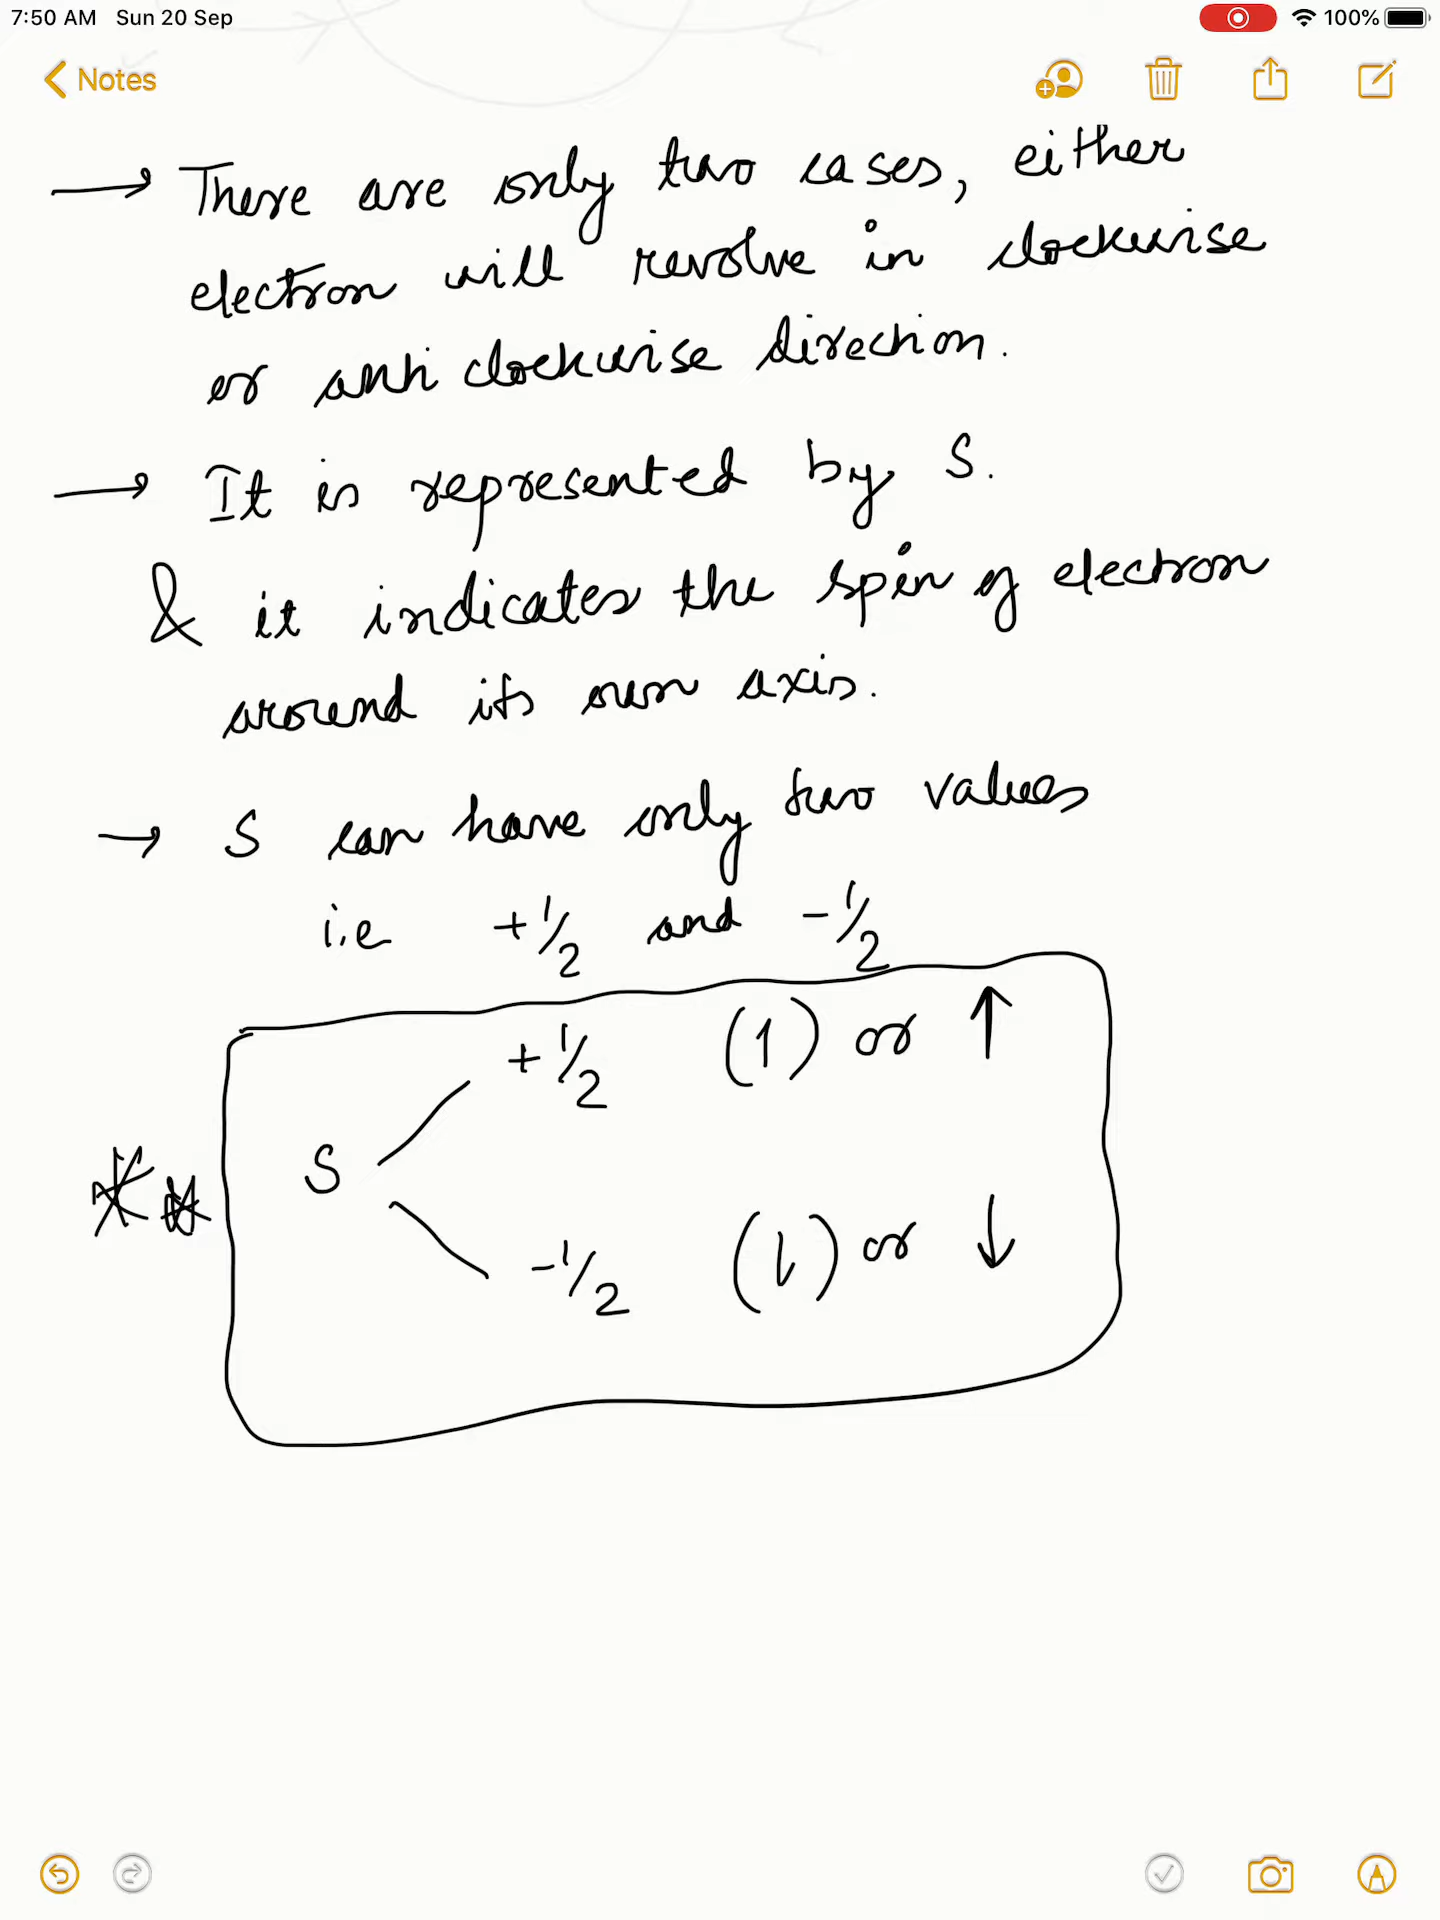 7:50 AM Sun 20 Sep 100%
Notes
→ There are only two cases, either
electron will revolve in clockwise
or anti clockwise direction.
→ It is represented by S.
& it indicates the spin of electron
around its own axis.
→ S can have only two values
i.e +1/2 and -1/2
+1/2 (↿) or ↑
S
-1/2 (⇂) or ↓